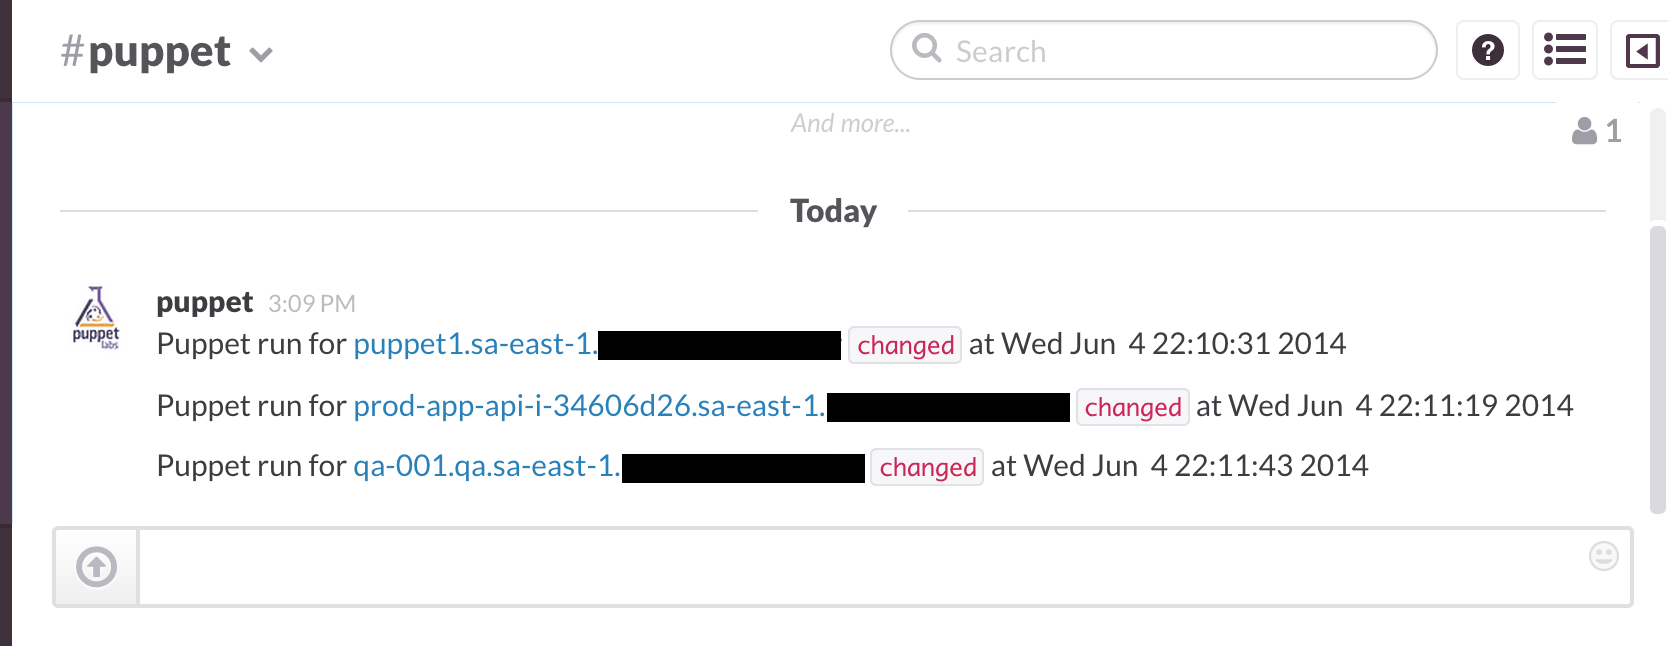 #puppet
Search
?
And more...
1
Today
puppet labs
puppet 3:09 PM
Puppet run for puppet1.sa-east-1. changed at Wed Jun  4 22:10:31 2014
Puppet run for prod-app-api-i-34606d26.sa-east-1. changed at Wed Jun  4 22:11:19 2014
Puppet run for qa-001.qa.sa-east-1. changed at Wed Jun  4 22:11:43 2014